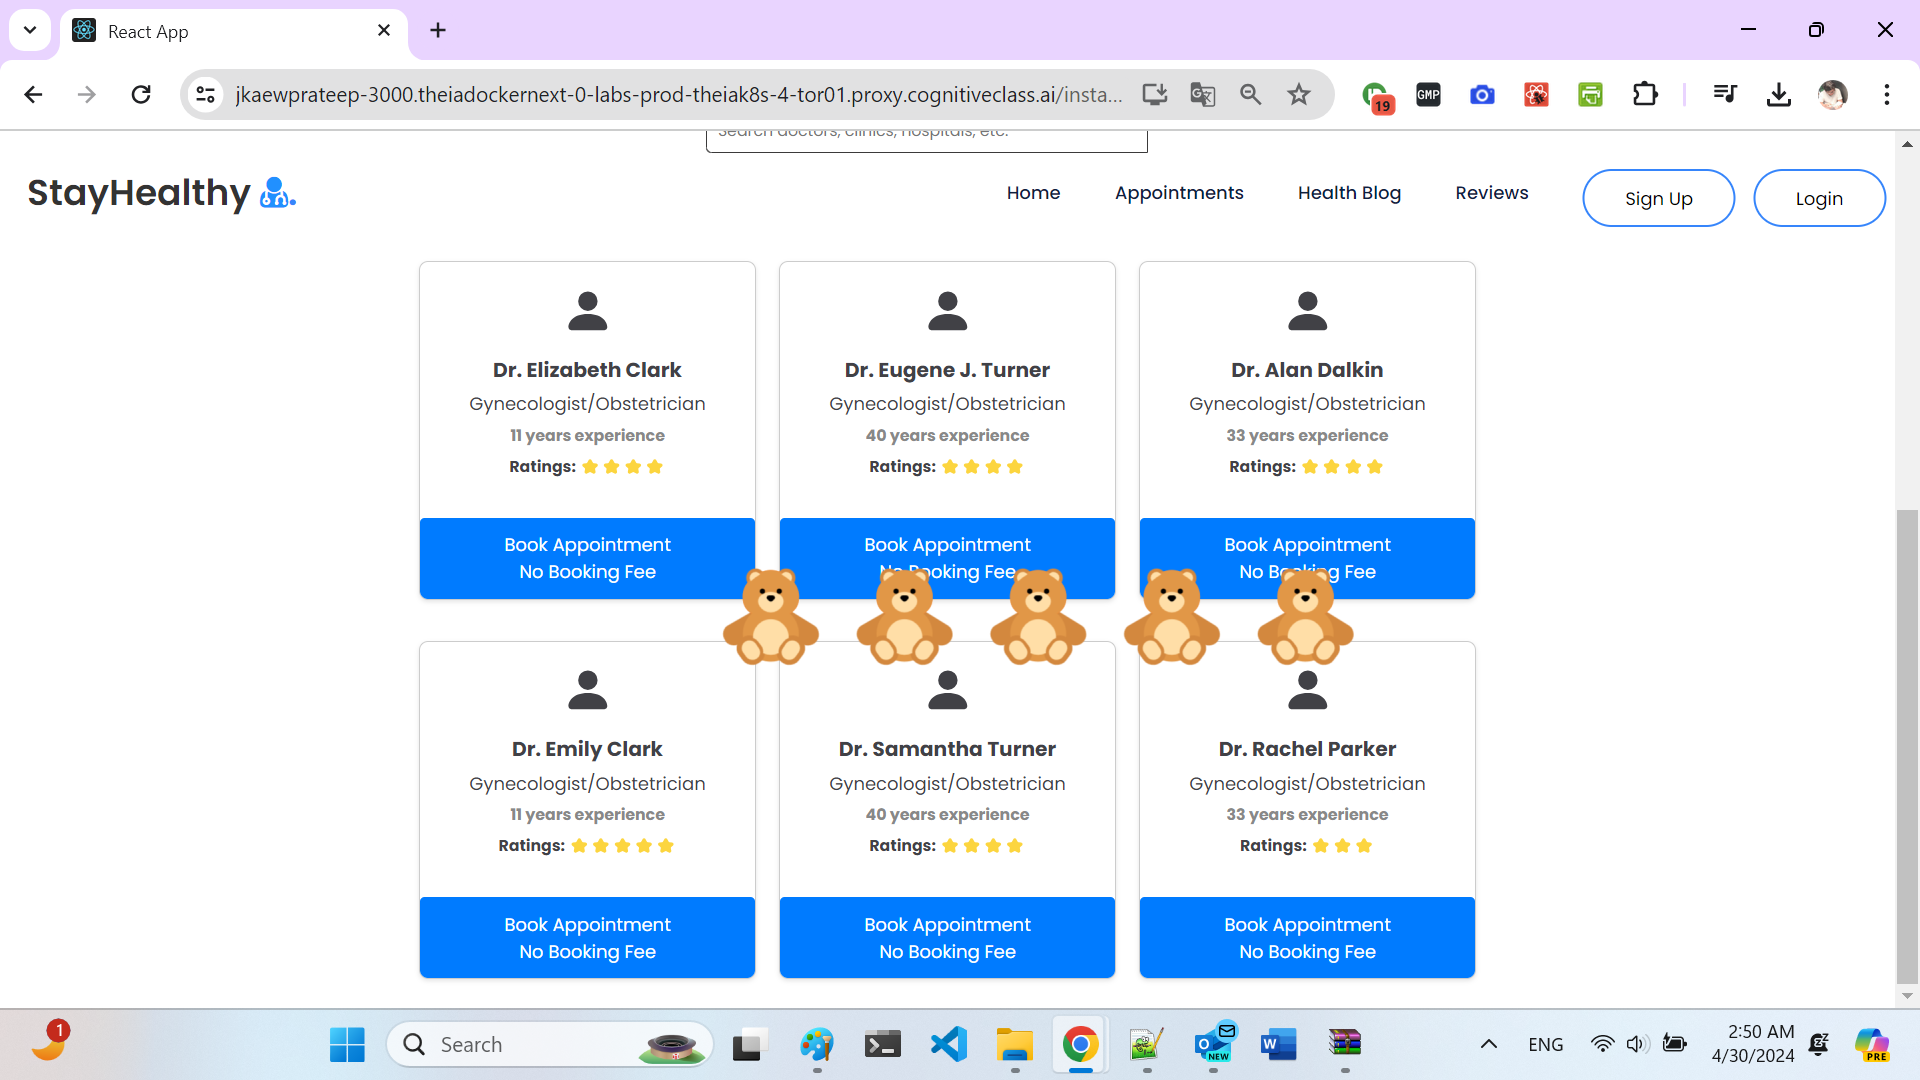 React App
jkaewprateep-3000.theiadockernext-0-labs-prod-theiak8s-4-tor01.proxy.cognitiveclass.ai/insta...
GMP
19
Search doctors, clinics, hospitals, etc.
StayHealthy
Home
Appointments
Health Blog
Reviews
Sign Up
Login
Dr. Elizabeth Clark
Gynecologist/Obstetrician
11 years experience
Ratings:
Book Appointment
No Booking Fee
Dr. Eugene J. Turner
Gynecologist/Obstetrician
40 years experience
Ratings:
Book Appointment
No Booking Fee
Dr. Alan Dalkin
Gynecologist/Obstetrician
33 years experience
Ratings:
Book Appointment
No Booking Fee
Dr. Emily Clark
Gynecologist/Obstetrician
11 years experience
Ratings:
Book Appointment
No Booking Fee
Dr. Samantha Turner
Gynecologist/Obstetrician
40 years experience
Ratings:
Book Appointment
No Booking Fee
Dr. Rachel Parker
Gynecologist/Obstetrician
33 years experience
Ratings:
Book Appointment
No Booking Fee
1
Search
NEW
W
ENG
2:50 AM
4/30/2024
PRE